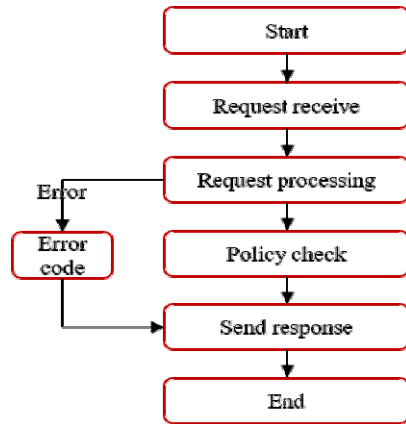 Start
Request receive
Request processing
Error
Error
code
Policy check
Send response
End